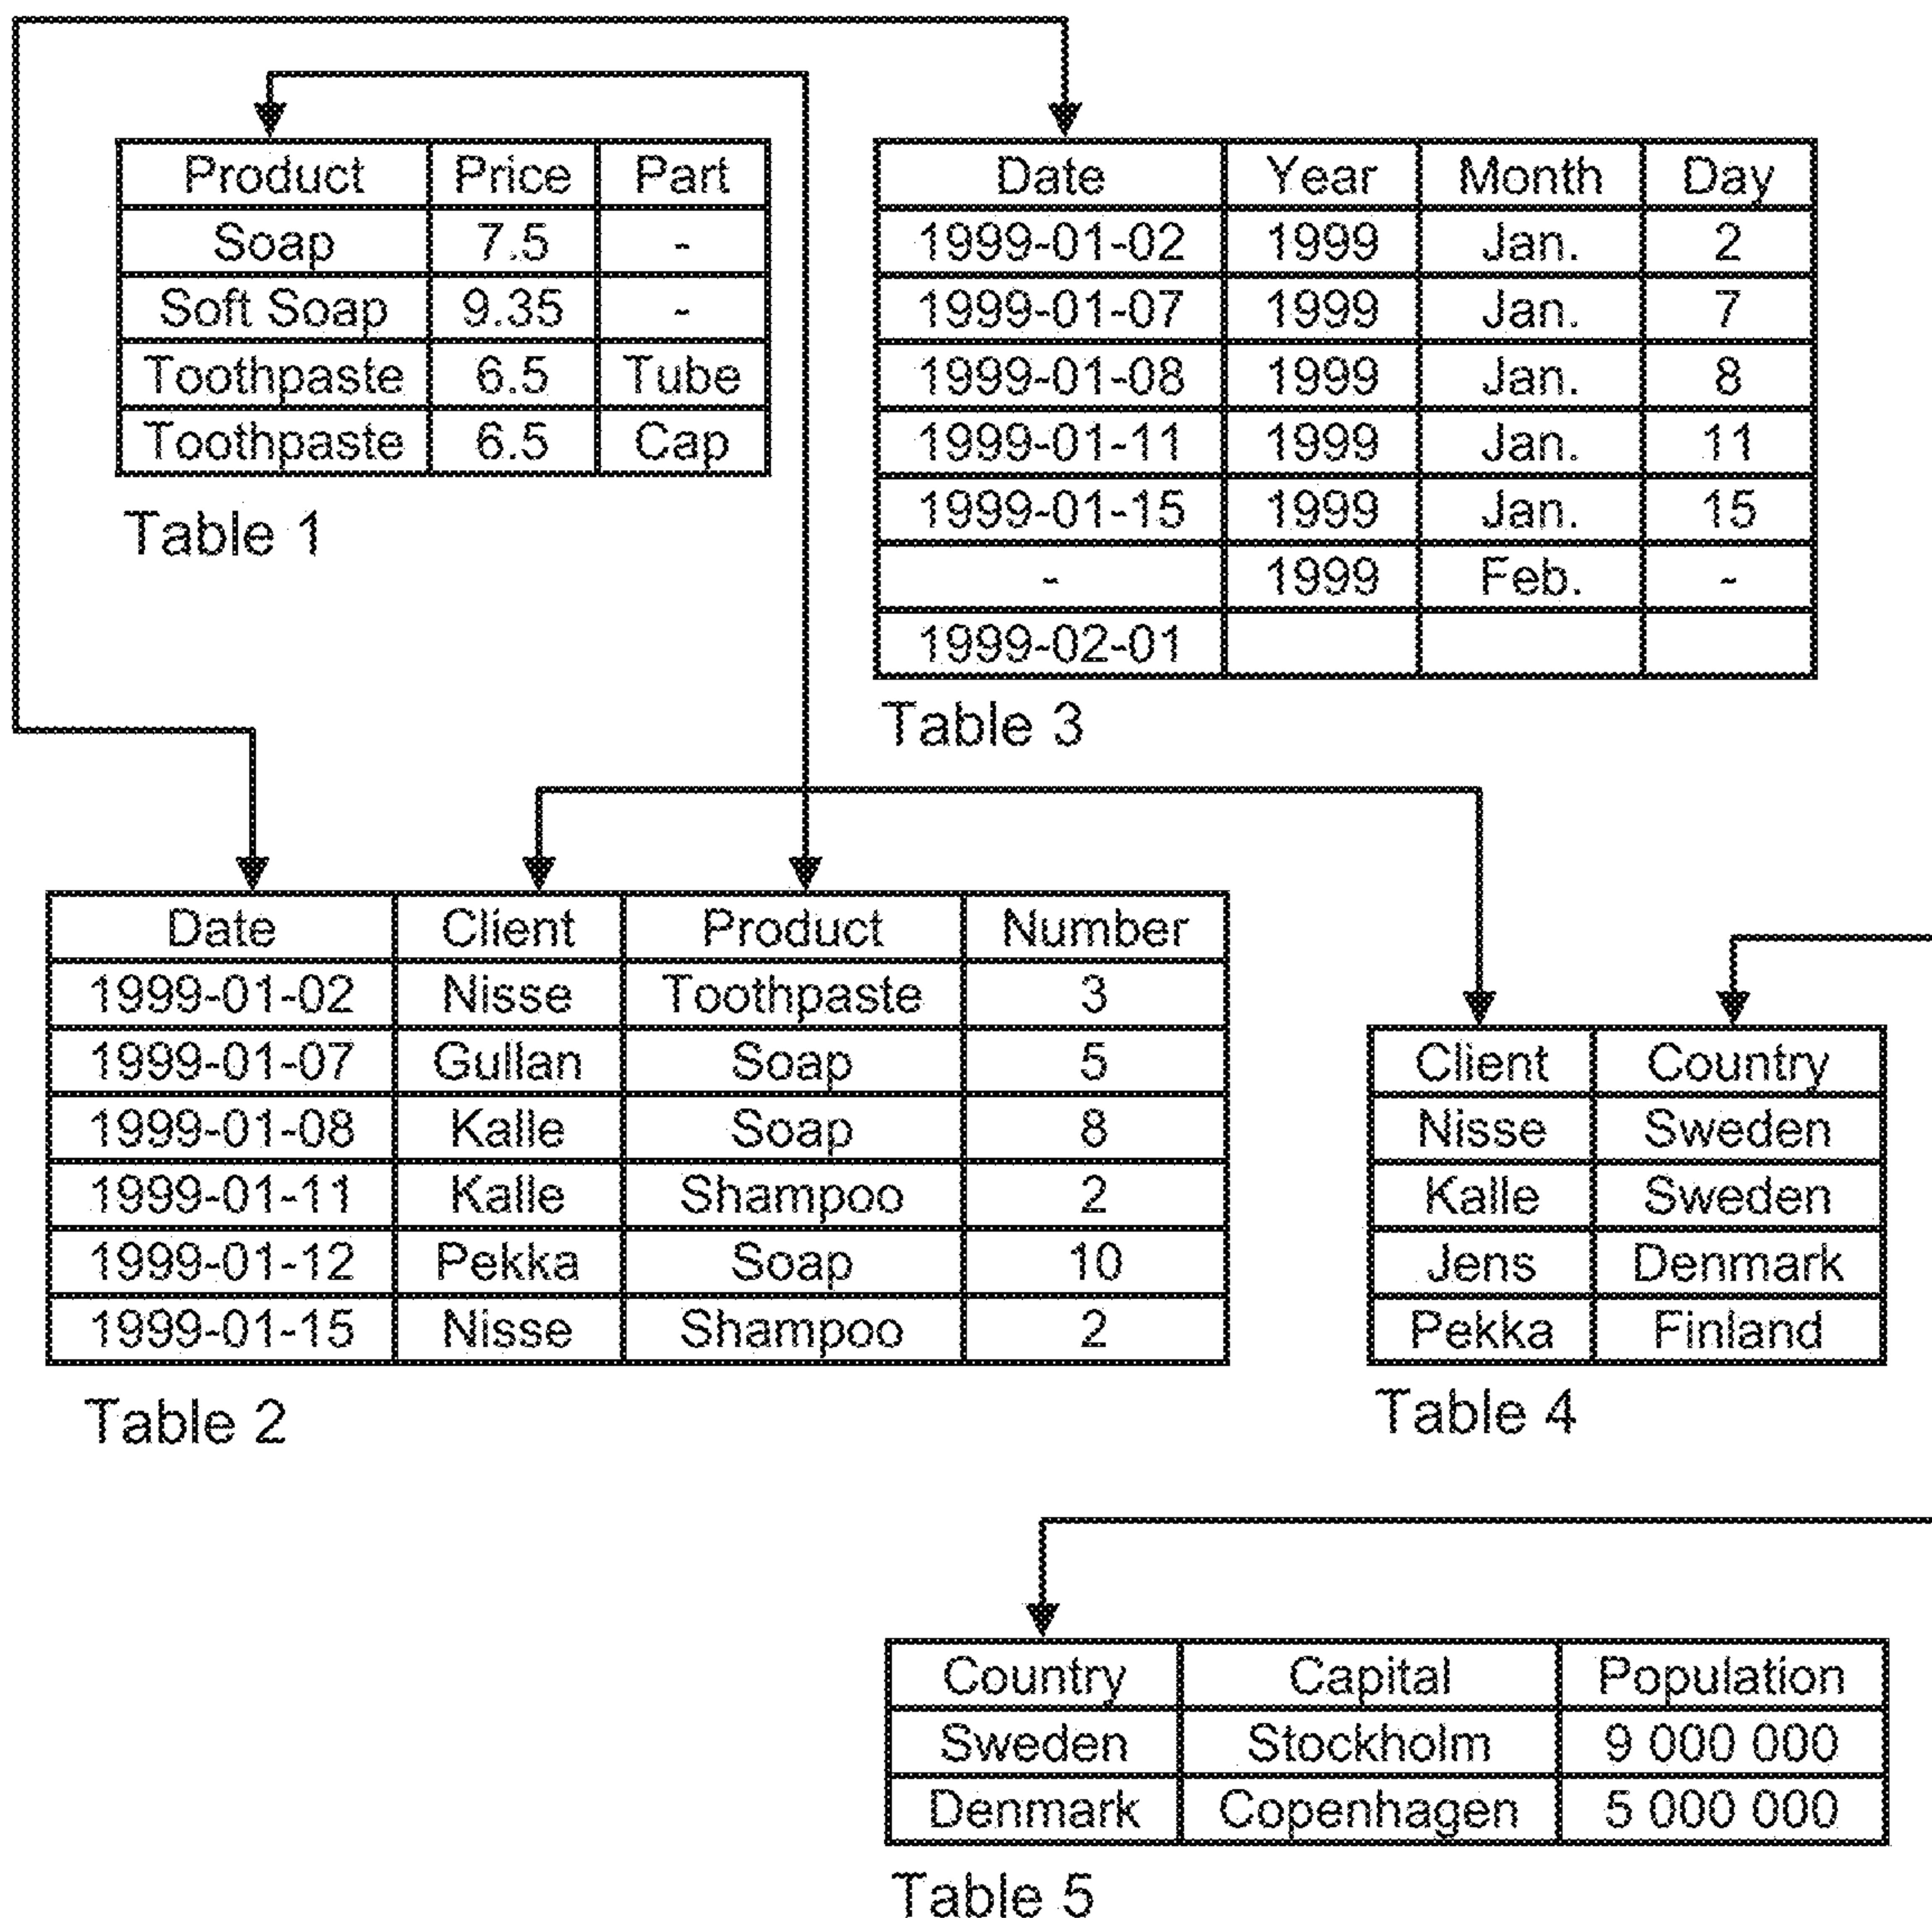 Product Price Part
Soap 7.5 -
Soft Soap 9.35 -
Toothpaste 6.5 Tube
Toothpaste 6.5 Cap
Table 1
Date Year Month Day
1999-01-02 1999 Jan. 2
1999-01-07 1999 Jan. 7
1999-01-08 1999 Jan. 8
1999-01-11 1999 Jan. 11
1999-01-15 1999 Jan. 15
- 1999 Feb. -
1999-02-01
Table 3
Date Client Product Number
1999-01-02 Nisse Toothpaste 3
1999-01-07 Gullan Soap 5
1999-01-08 Kalle Soap 8
1999-01-11 Kalle Shampoo 2
1999-01-12 Pekka Soap 10
1999-01-15 Nisse Shampoo 2
Table 2
Client Country
Nisse Sweden
Kalle Sweden
Jens Denmark
Pekka Finland
Table 4
Country Capital Population
Sweden Stockholm 9 000 000
Denmark Copenhagen 5 000 000
Table 5